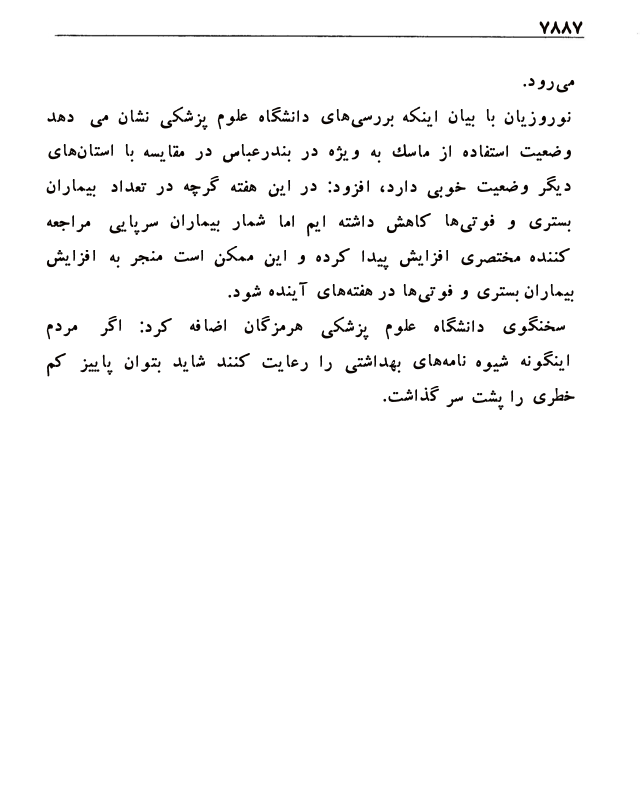 ۷۸۸۷
می‌رود.
نوروزیان با بیان اینکه بررسی‌های دانشگاه علوم پزشکی نشان می دهد
وضعیت استفاده از ماسك به ویژه در بندرعباس در مقایسه با استان‌های
دیگر وضعیت خوبی دارد، افزود: در این هفته گرچه در تعداد بیماران
بستری و فوتی‌ها کاهش داشته ایم اما شمار بیماران سرپایی مراجعه
کننده مختصری افزایش پیدا کرده و این ممکن است منجر به افزایش
بیماران بستری و فوتی‌ها در هفته‌های آینده شود.
سخنگوی دانشگاه علوم پزشکی هرمزگان اضافه کرد: اگر مردم
اینگونه شیوه نامه‌های بهداشتی را رعایت کنند شاید بتوان پاییز کم
خطری را پشت سر گذاشت.